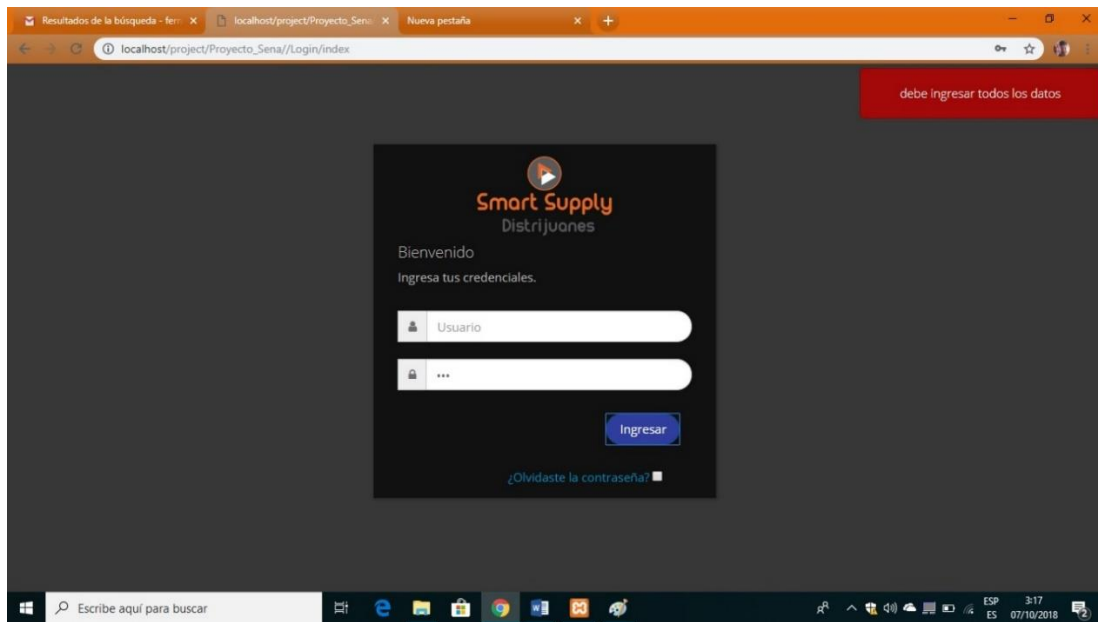 Resultados de la búsqueda - ferr
localhost/project/Proyecto_Sena
Nueva pestaña
localhost/project/Proyecto_Sena//Login/index
debe ingresar todos los datos
Smart Supply
Distrijuanes
Bienvenido
Ingresa tus credenciales.
Usuario
•••
Ingresar
¿Olvidaste la contraseña?
Escribe aquí para buscar
ESP
ES
3:17
07/10/2018
2